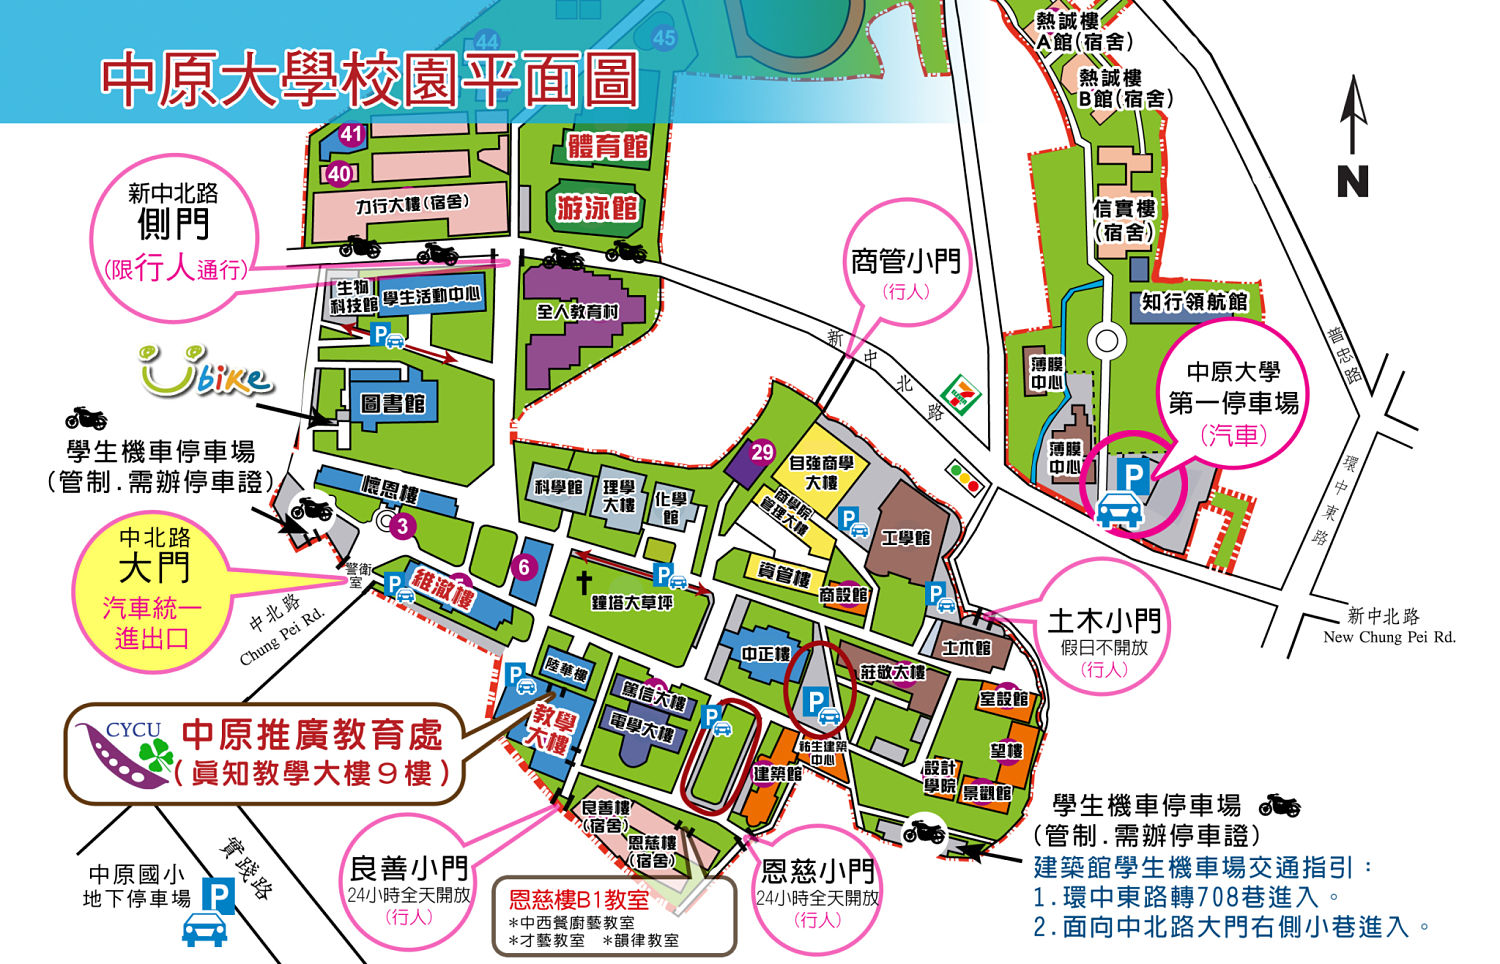 中原大學校園平面圖
44
45
41
40
體育館
游泳館
力行大樓(宿舍)
熱誠樓
A館(宿舍)
熱誠樓
B館(宿舍)
N
信實樓
(宿舍)
知行領航館
新中北路
側門
(限行人通行)
商管小門
(行人)
生物
科技館
學生活動中心
P
全人教育村
新中北路
普忠路
薄膜
中心
薄膜
中心
中原大學
第一停車場
(汽車)
P
Ubike
圖書館
7
ELEVEN
學生機車停車場
(管制.需辦停車證)
懷恩樓
3
科學館
理學
大樓
化學
館
29
自強商學
大樓
商學院
管理大樓
P
工學館
環中東路
中北路
大門
汽車統一
進出口
警衛
室
P
維澈樓
5
6
鐘塔大草坪
P
資管樓
商設館
P
土木小門
假日不開放
(行人)
新中北路
New Chung Pei Rd.
中北路
Chung Pei Rd.
中正樓
P
莊敬大樓
土木館
室設館
P
陸華樓
篤信大樓
電學大樓
P
教學
大樓
祐生建築
中心
建築館
設計
學院
望樓
景觀館
CYCU
中原推廣教育處
(真知教學大樓9樓)
良善樓
(宿舍)
恩慈樓
(宿舍)
中原國小
地下停車場
P
實踐路
良善小門
24小時全天開放
(行人)
恩慈樓B1教室
*中西餐廚藝教室
*才藝教室 *韻律教室
恩慈小門
24小時全天開放
(行人)
學生機車停車場
(管制.需辦停車證)
建築館學生機車場交通指引：
1.環中東路轉708巷進入。
2.面向中北路大門右側小巷進入。